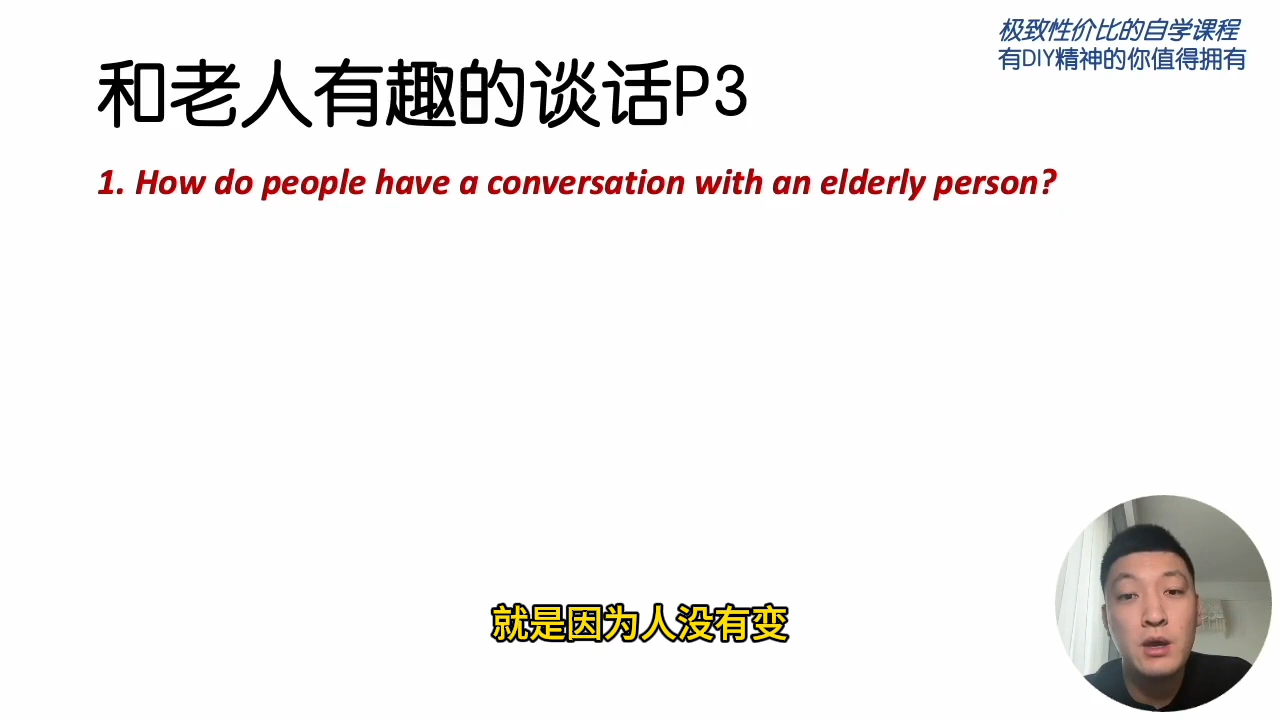 极致性价比的自学课程
有DIY精神的你值得拥有
和老人有趣的谈话P3
1. How do people have a conversation with an elderly person?
就是因为人没有变